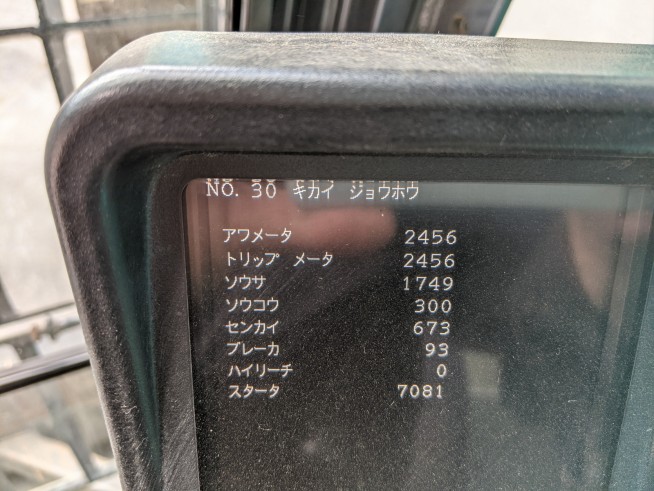 NO. 30 キカイ ジョウホウ
アワメータ 2456
トリップ メータ 2456
ソウサ 1749
ソウコウ 300
センカイ 673
ブレーカ 93
ハイリーチ 0
スタータ 7081